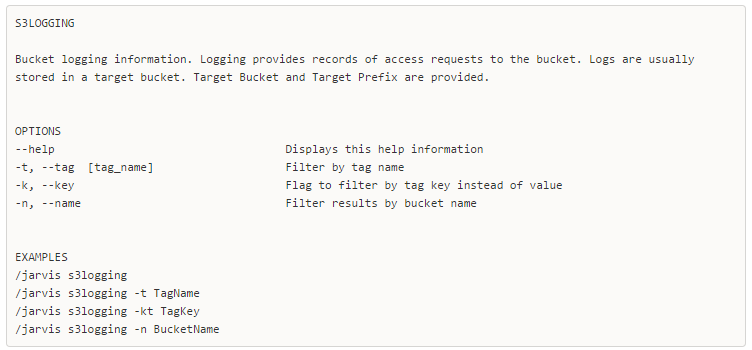 S3LOGGING
Bucket logging information. Logging provides records of access requests to the bucket. Logs are usually
stored in a target bucket. Target Bucket and Target Prefix are provided.
OPTIONS
--help                                   Displays this help information
-t, --tag  [tag_name]                    Filter by tag name
-k, --key                                Flag to filter by tag key instead of value
-n, --name                               Filter results by bucket name
EXAMPLES
/jarvis s3logging
/jarvis s3logging -t TagName
/jarvis s3logging -kt TagKey
/jarvis s3logging -n BucketName